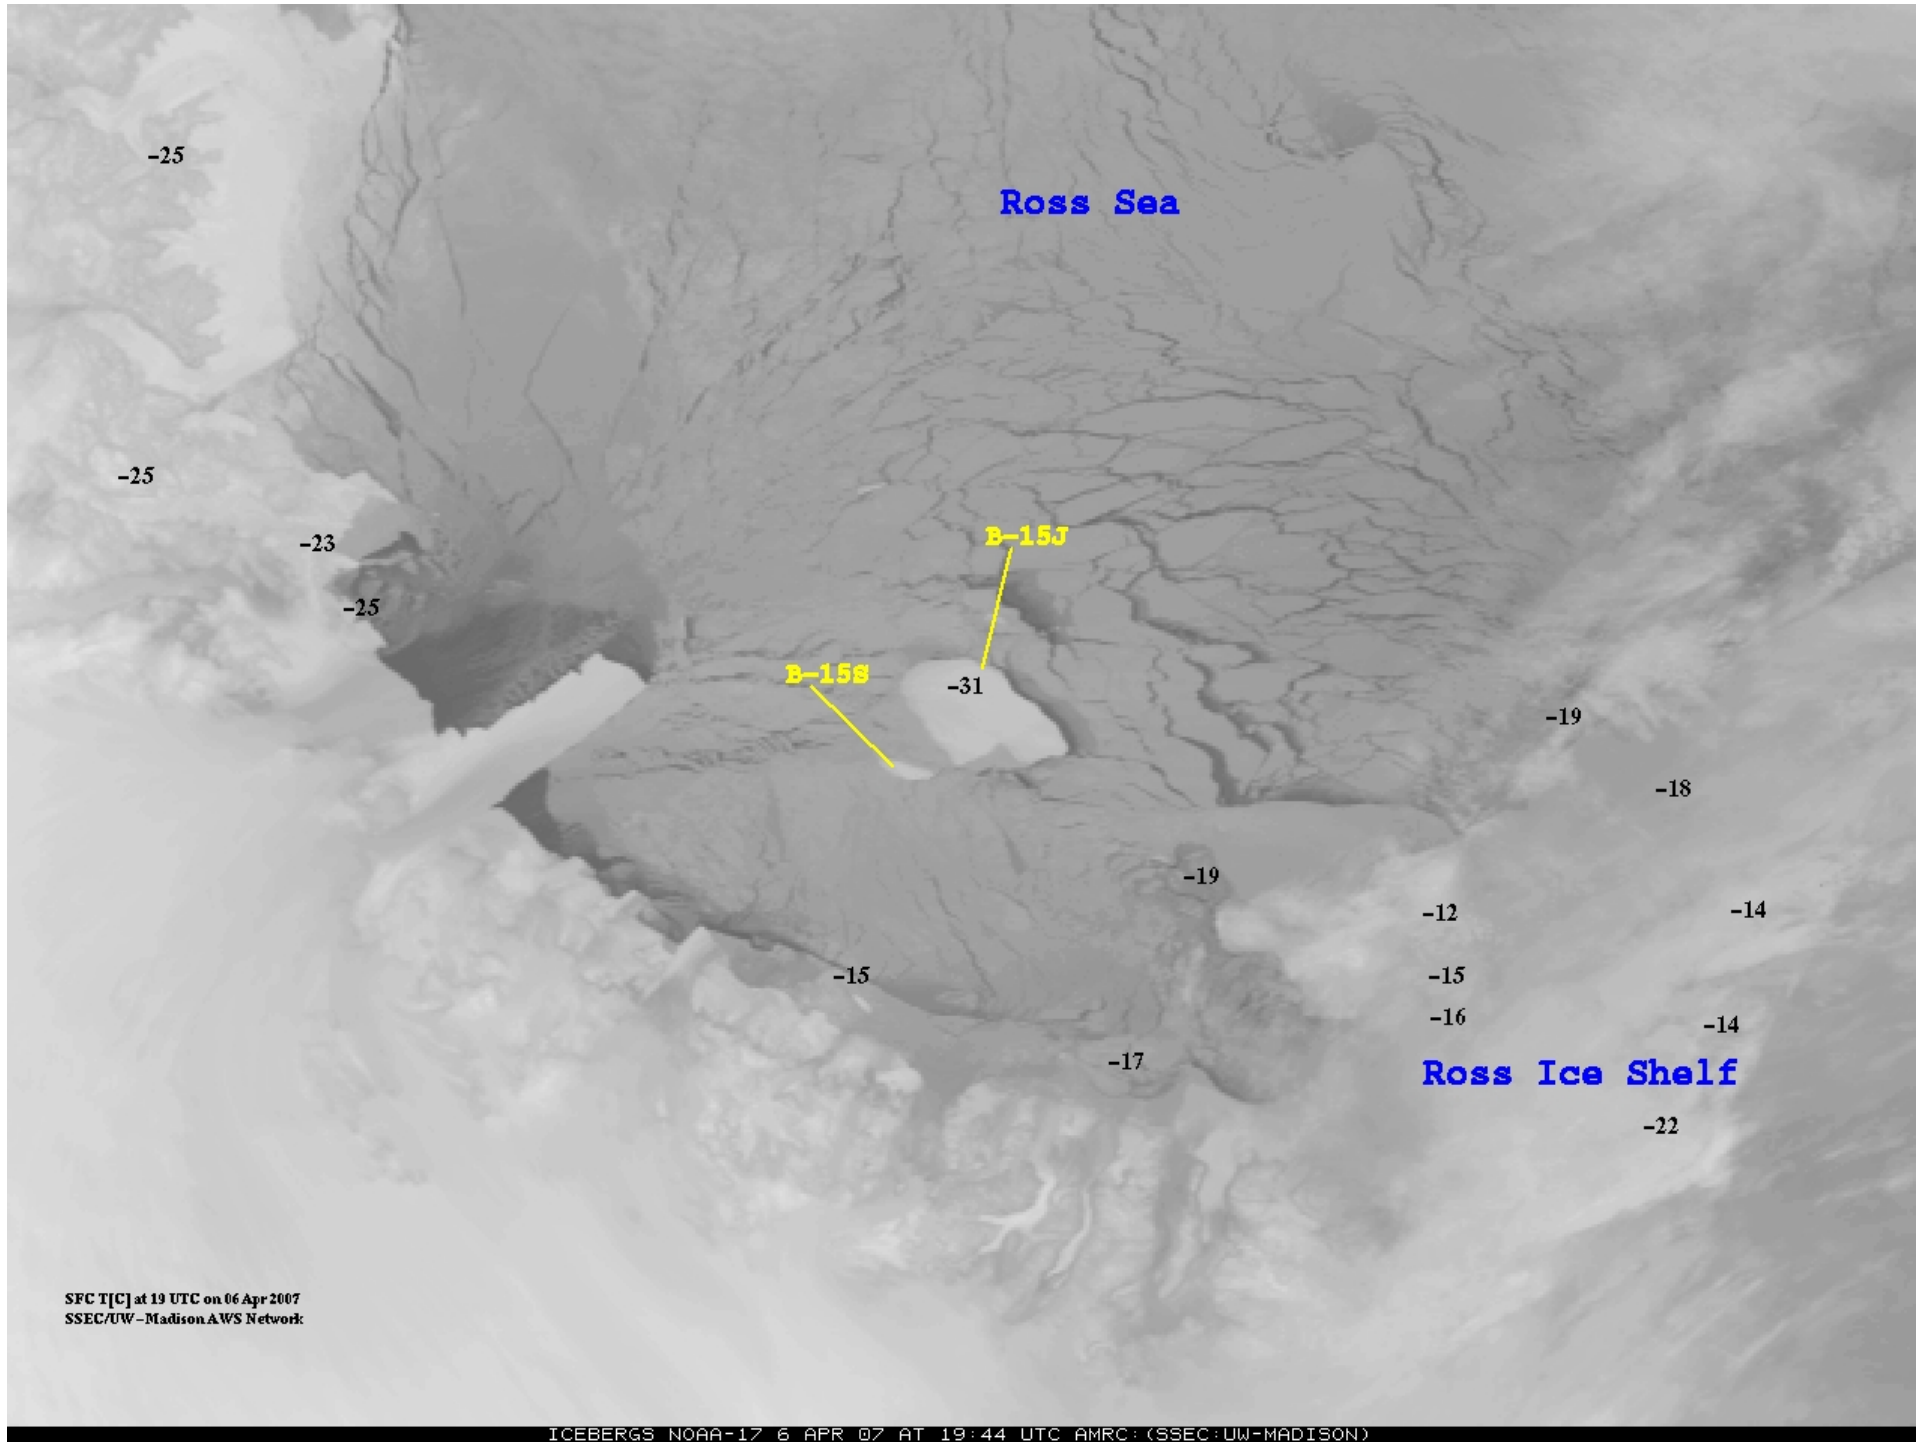 -25
Ross Sea
-25
B-15J
-23
-25
B-15S
-31
-19
-18
-19
-12
-14
-15
-15
-16
-14
-17
Ross Ice Shelf
-22
SFC T[C] at 19 UTC on 06 Apr 2007
SSEC/UW-Madison AWS Network
ICEBERGS NOAA-17 6 APR 07 AT 19:44 UTC AMRC:(SSEC:UW-MADISON)